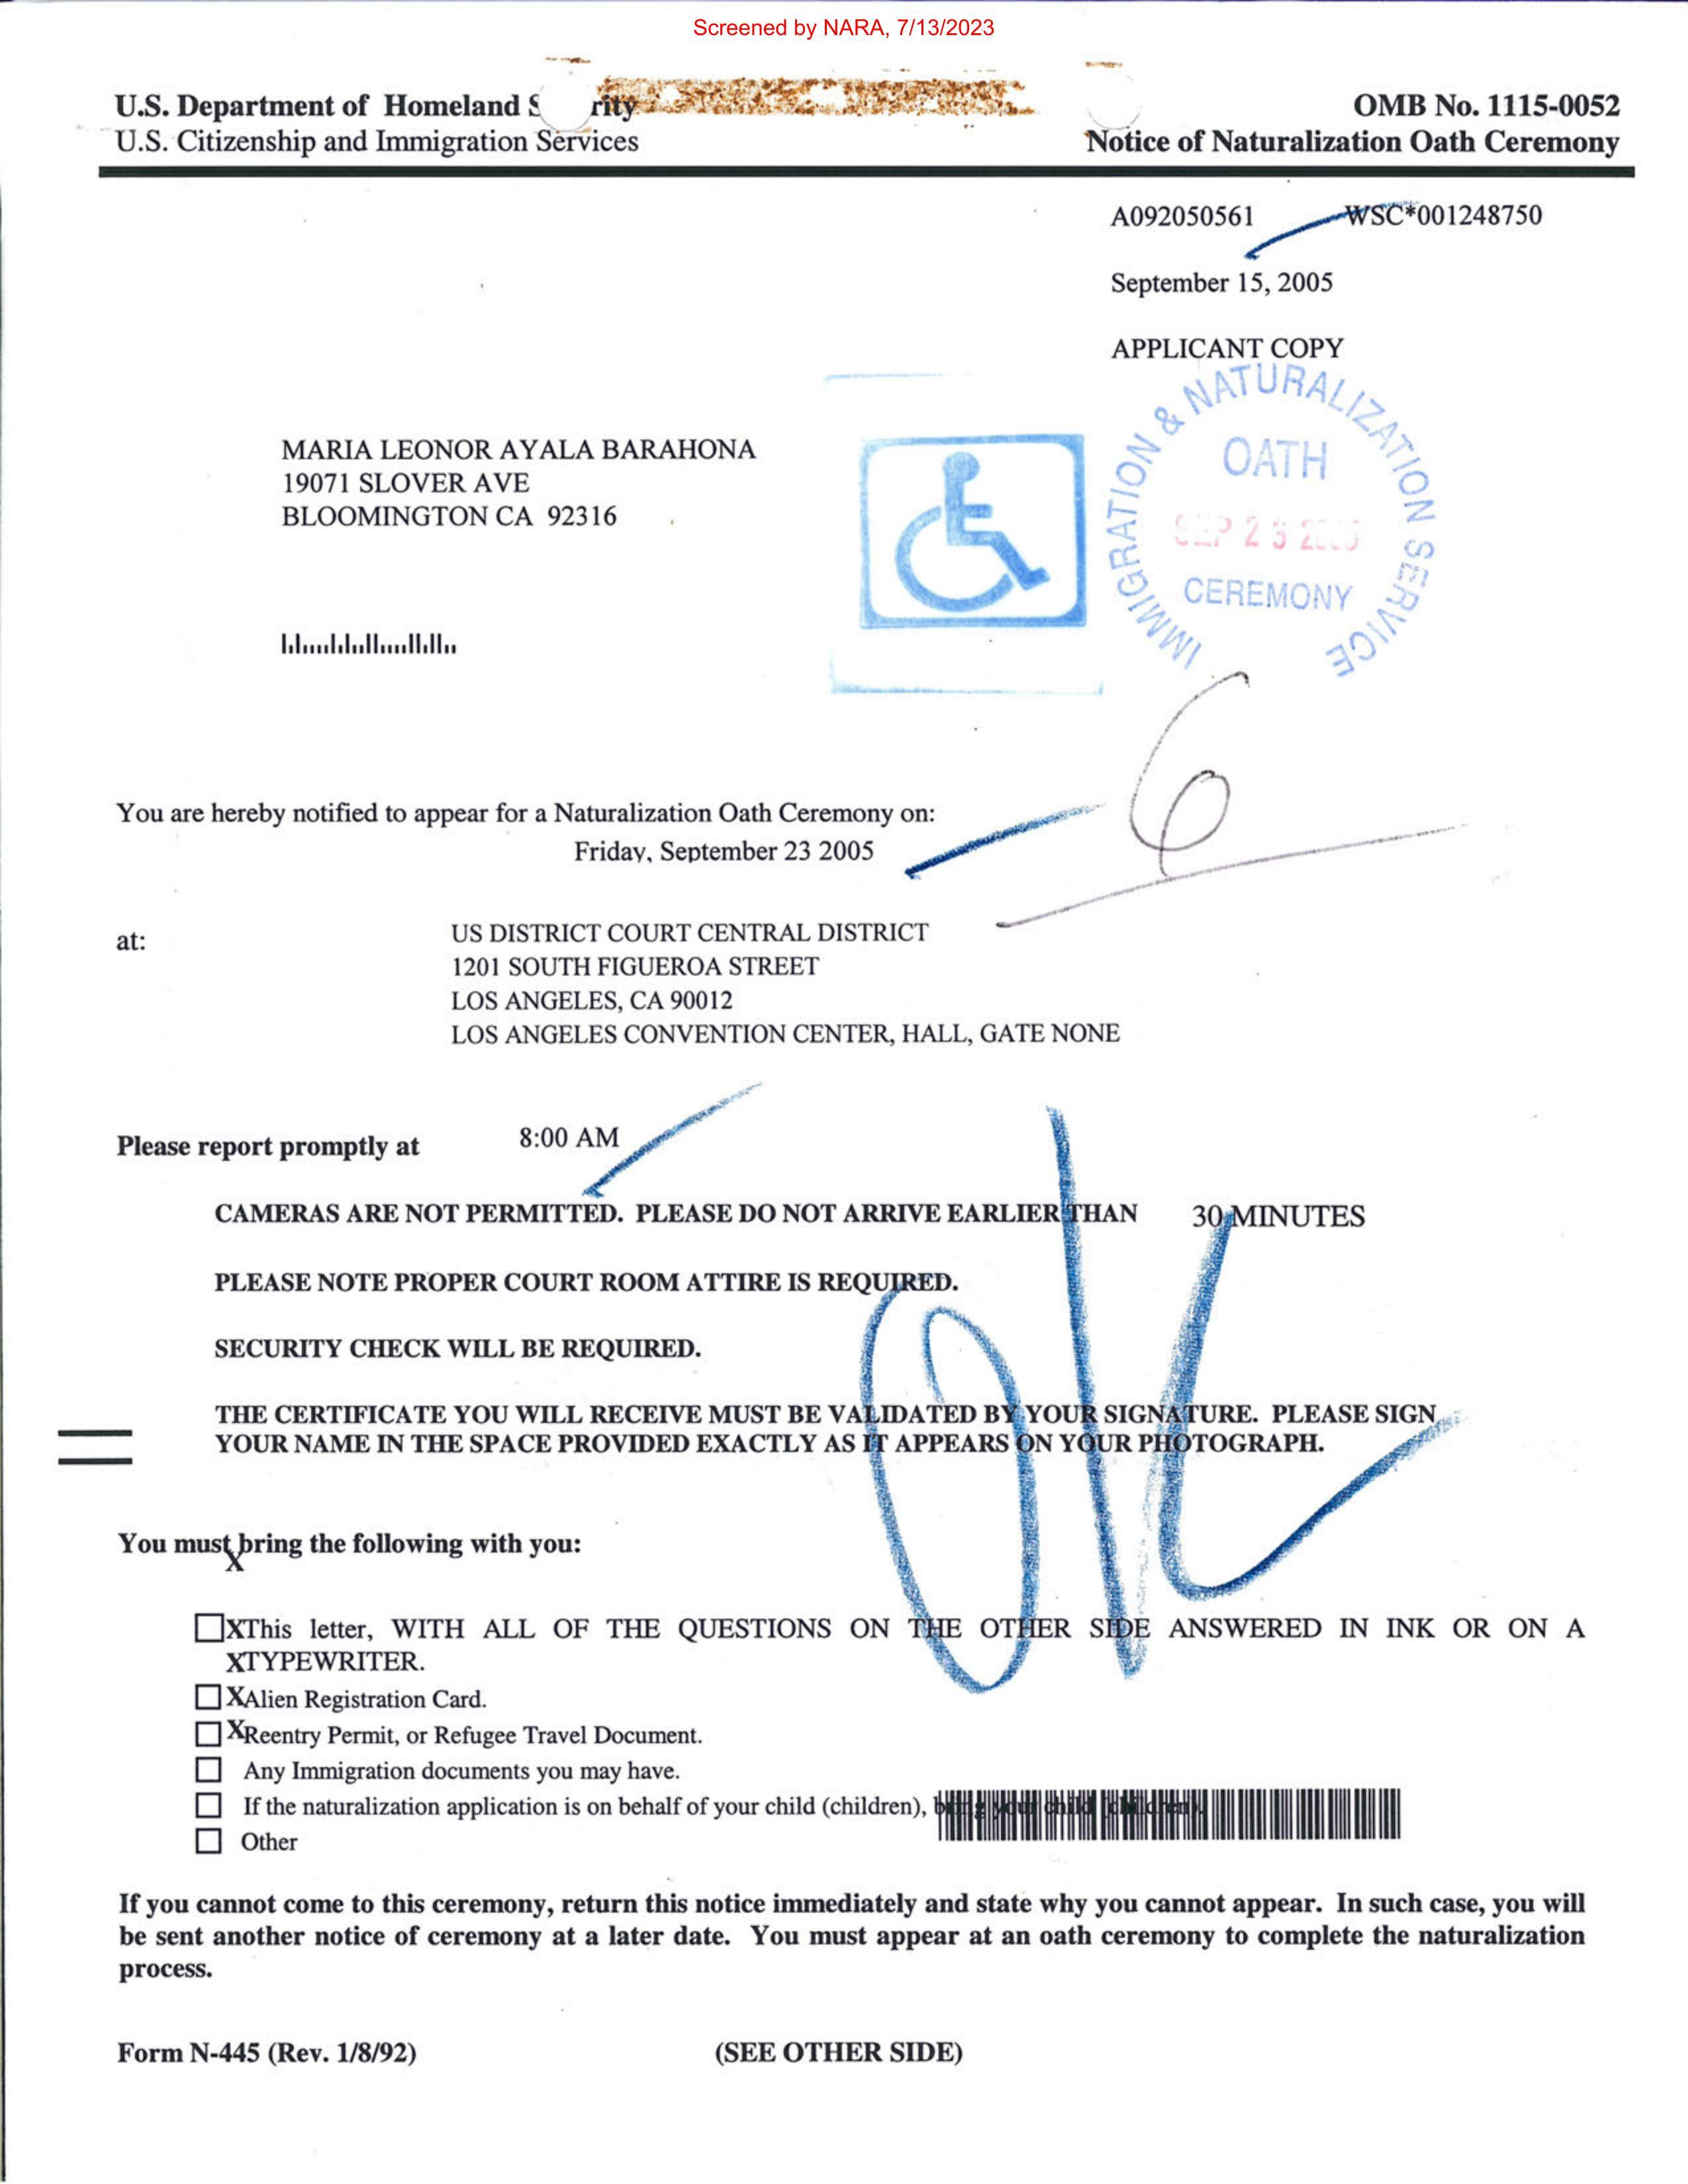 Screened by NARA, 7/13/2023
U.S. Department of Homeland S rity
U.S. Citizenship and Immigration Services
OMB No. 1115-0052
Notice of Naturalization Oath Ceremony
A092050561 WSC*001248750
September 15, 2005
APPLICANT COPY
IMMIGRATION & NATURALIZATION SERVICE
OATH
SEP 23
CEREMONY
MARIA LEONOR AYALA BARAHONA
19071 SLOVER AVE
BLOOMINGTON CA 92316
6
You are hereby notified to appear for a Naturalization Oath Ceremony on:
Friday, September 23 2005
at:
US DISTRICT COURT CENTRAL DISTRICT
1201 SOUTH FIGUEROA STREET
LOS ANGELES, CA 90012
LOS ANGELES CONVENTION CENTER, HALL, GATE NONE
Please report promptly at 8:00 AM
CAMERAS ARE NOT PERMITTED. PLEASE DO NOT ARRIVE EARLIER THAN 30 MINUTES
PLEASE NOTE PROPER COURT ROOM ATTIRE IS REQUIRED.
SECURITY CHECK WILL BE REQUIRED.
THE CERTIFICATE YOU WILL RECEIVE MUST BE VALIDATED BY YOUR SIGNATURE. PLEASE SIGN
YOUR NAME IN THE SPACE PROVIDED EXACTLY AS IT APPEARS ON YOUR PHOTOGRAPH.
OK
You must bring the following with you:
X
XThis letter, WITH ALL OF THE QUESTIONS ON THE OTHER SIDE ANSWERED IN INK OR ON A
XTYPEWRITER.
XAlien Registration Card.
XReentry Permit, or Refugee Travel Document.
Any Immigration documents you may have.
If the naturalization application is on behalf of your child (children), bring your child (children).
Other
If you cannot come to this ceremony, return this notice immediately and state why you cannot appear. In such case, you will
be sent another notice of ceremony at a later date. You must appear at an oath ceremony to complete the naturalization
process.
Form N-445 (Rev. 1/8/92)
(SEE OTHER SIDE)